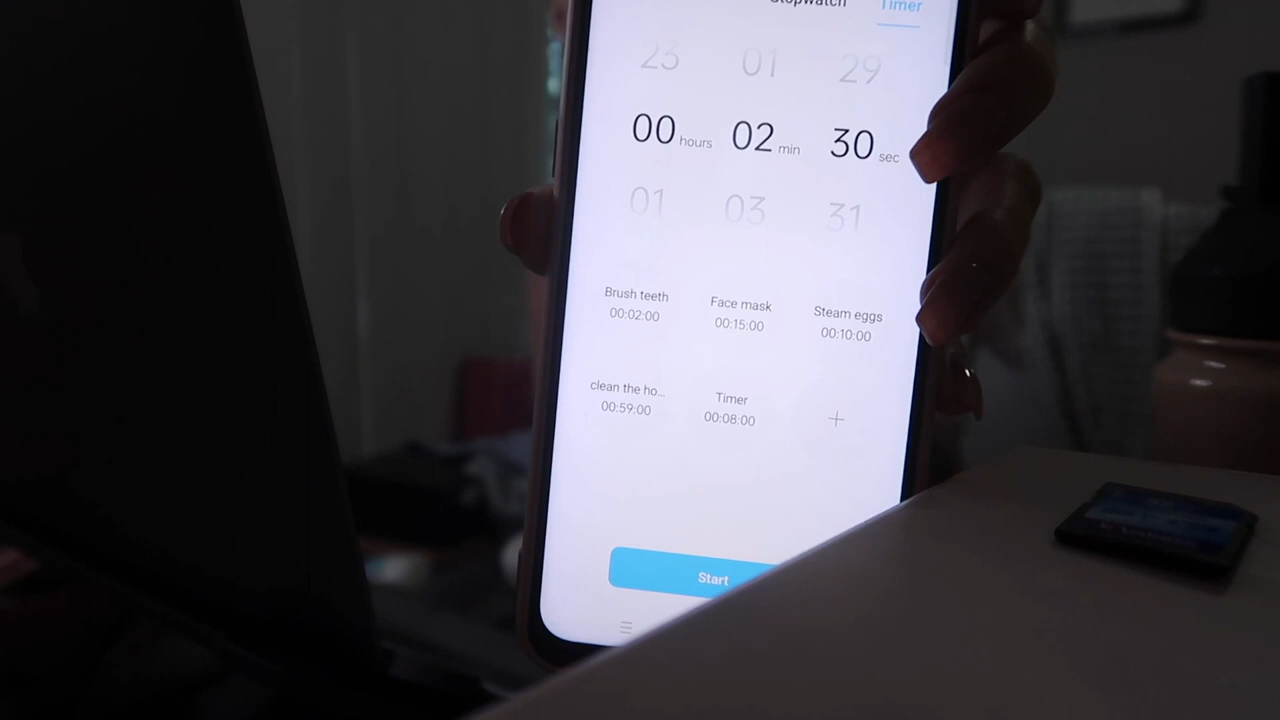 Stopwatch Timer
23 01 29
00 hours 02 min 30 sec
01 03 31
Brush teeth Face mask Steam eggs
00:02:00 00:15:00 00:10:00
clean the ho... Timer
00:59:00 00:08:00 +
Start